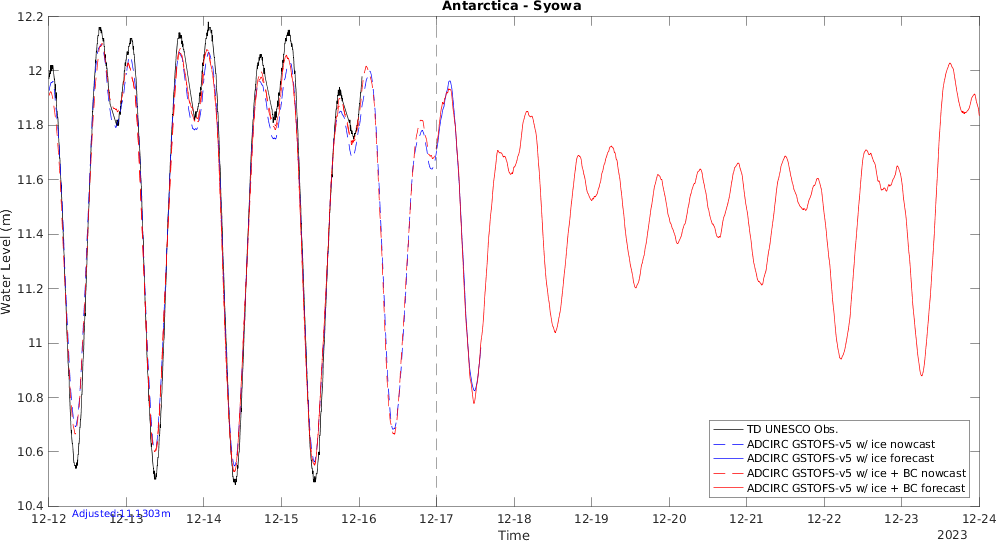 Antarctica - Syowa
12.2
12
11.8
11.6
11.4
11.2
11
10.8
10.6
10.4
Water Level (m)
TD UNESCO Obs.
ADCIRC GSTOFS-v5 w/ ice nowcast
ADCIRC GSTOFS-v5 w/ ice forecast
ADCIRC GSTOFS-v5 w/ ice + BC nowcast
ADCIRC GSTOFS-v5 w/ ice + BC forecast
Adjusted:11.1303m
12-12 12-13 12-14 12-15 12-16 12-17 12-18 12-19 12-20 12-21 12-22 12-23 12-24
Time
2023